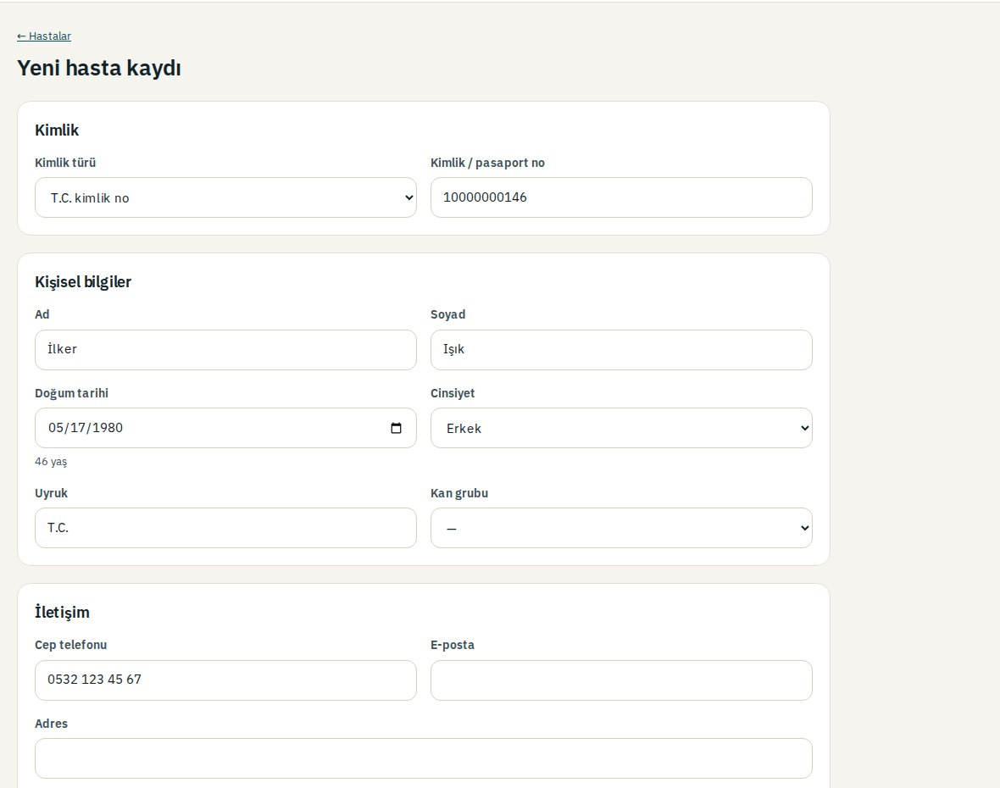 ← Hastalar
Yeni hasta kaydı
Kimlik
Kimlik türü
Kimlik / pasaport no
T.C. kimlik no
10000000146
Kişisel bilgiler
Ad
Soyad
İlker
Işık
Doğum tarihi
Cinsiyet
05/17/1980
Erkek
46 yaş
Uyruk
Kan grubu
T.C.
—
İletişim
Cep telefonu
E-posta
0532 123 45 67
Adres